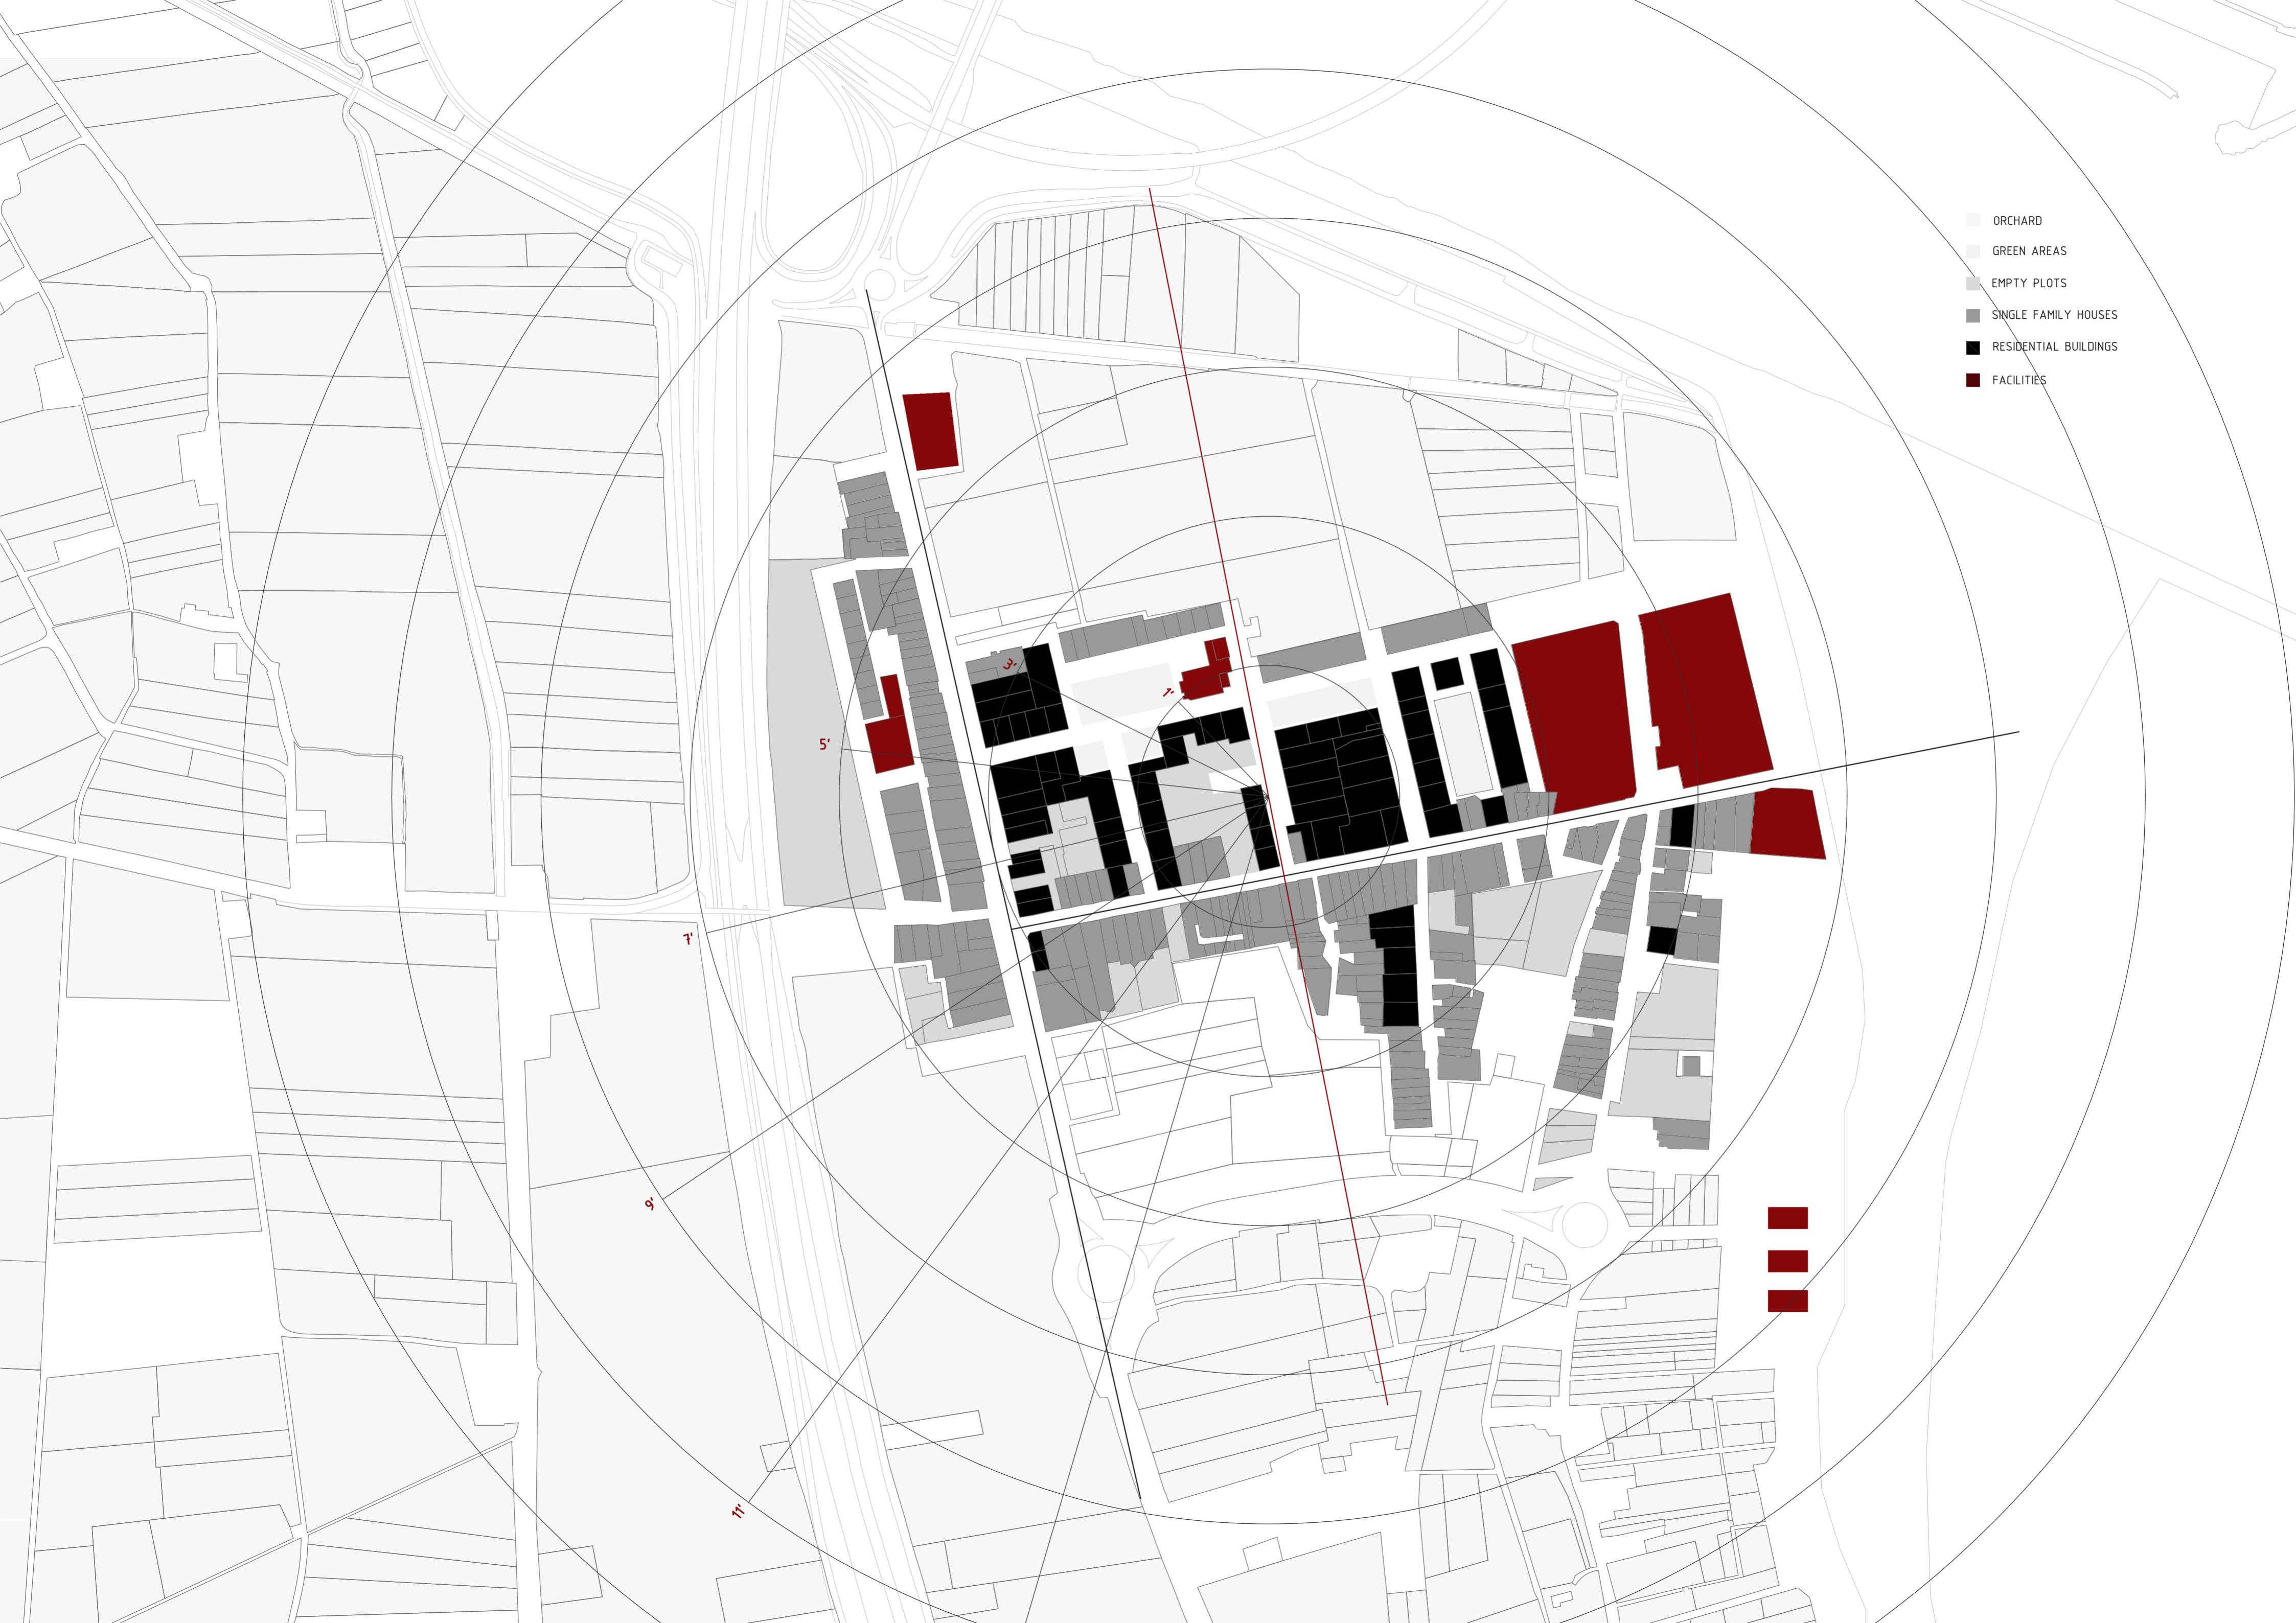 ORCHARD
GREEN AREAS
EMPTY PLOTS
SINGLE FAMILY HOUSES
RESIDENTIAL BUILDINGS
FACILITIES
3'
1'
5'
7'
9'
11'